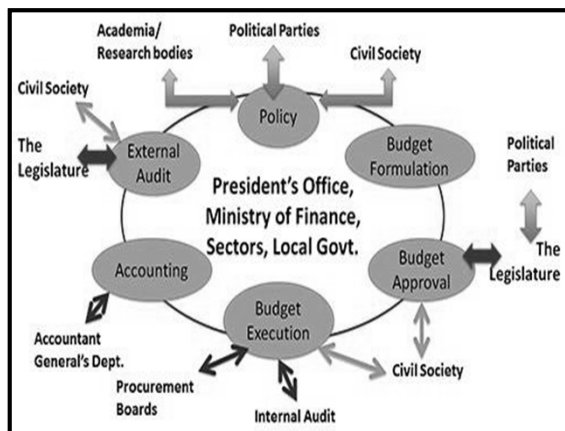 Academia/
Research bodies
Political Parties
Civil Society
Policy
Civil Society
External
Audit
The
Legislature
Budget
Formulation
Political
Parties
President's Office,
Ministry of Finance,
Sectors, Local Govt.
Accounting
Budget
Approval
The
Legislature
Budget
Execution
Accountant
General's Dept.
Procurement
Boards
Internal Audit
Civil Society